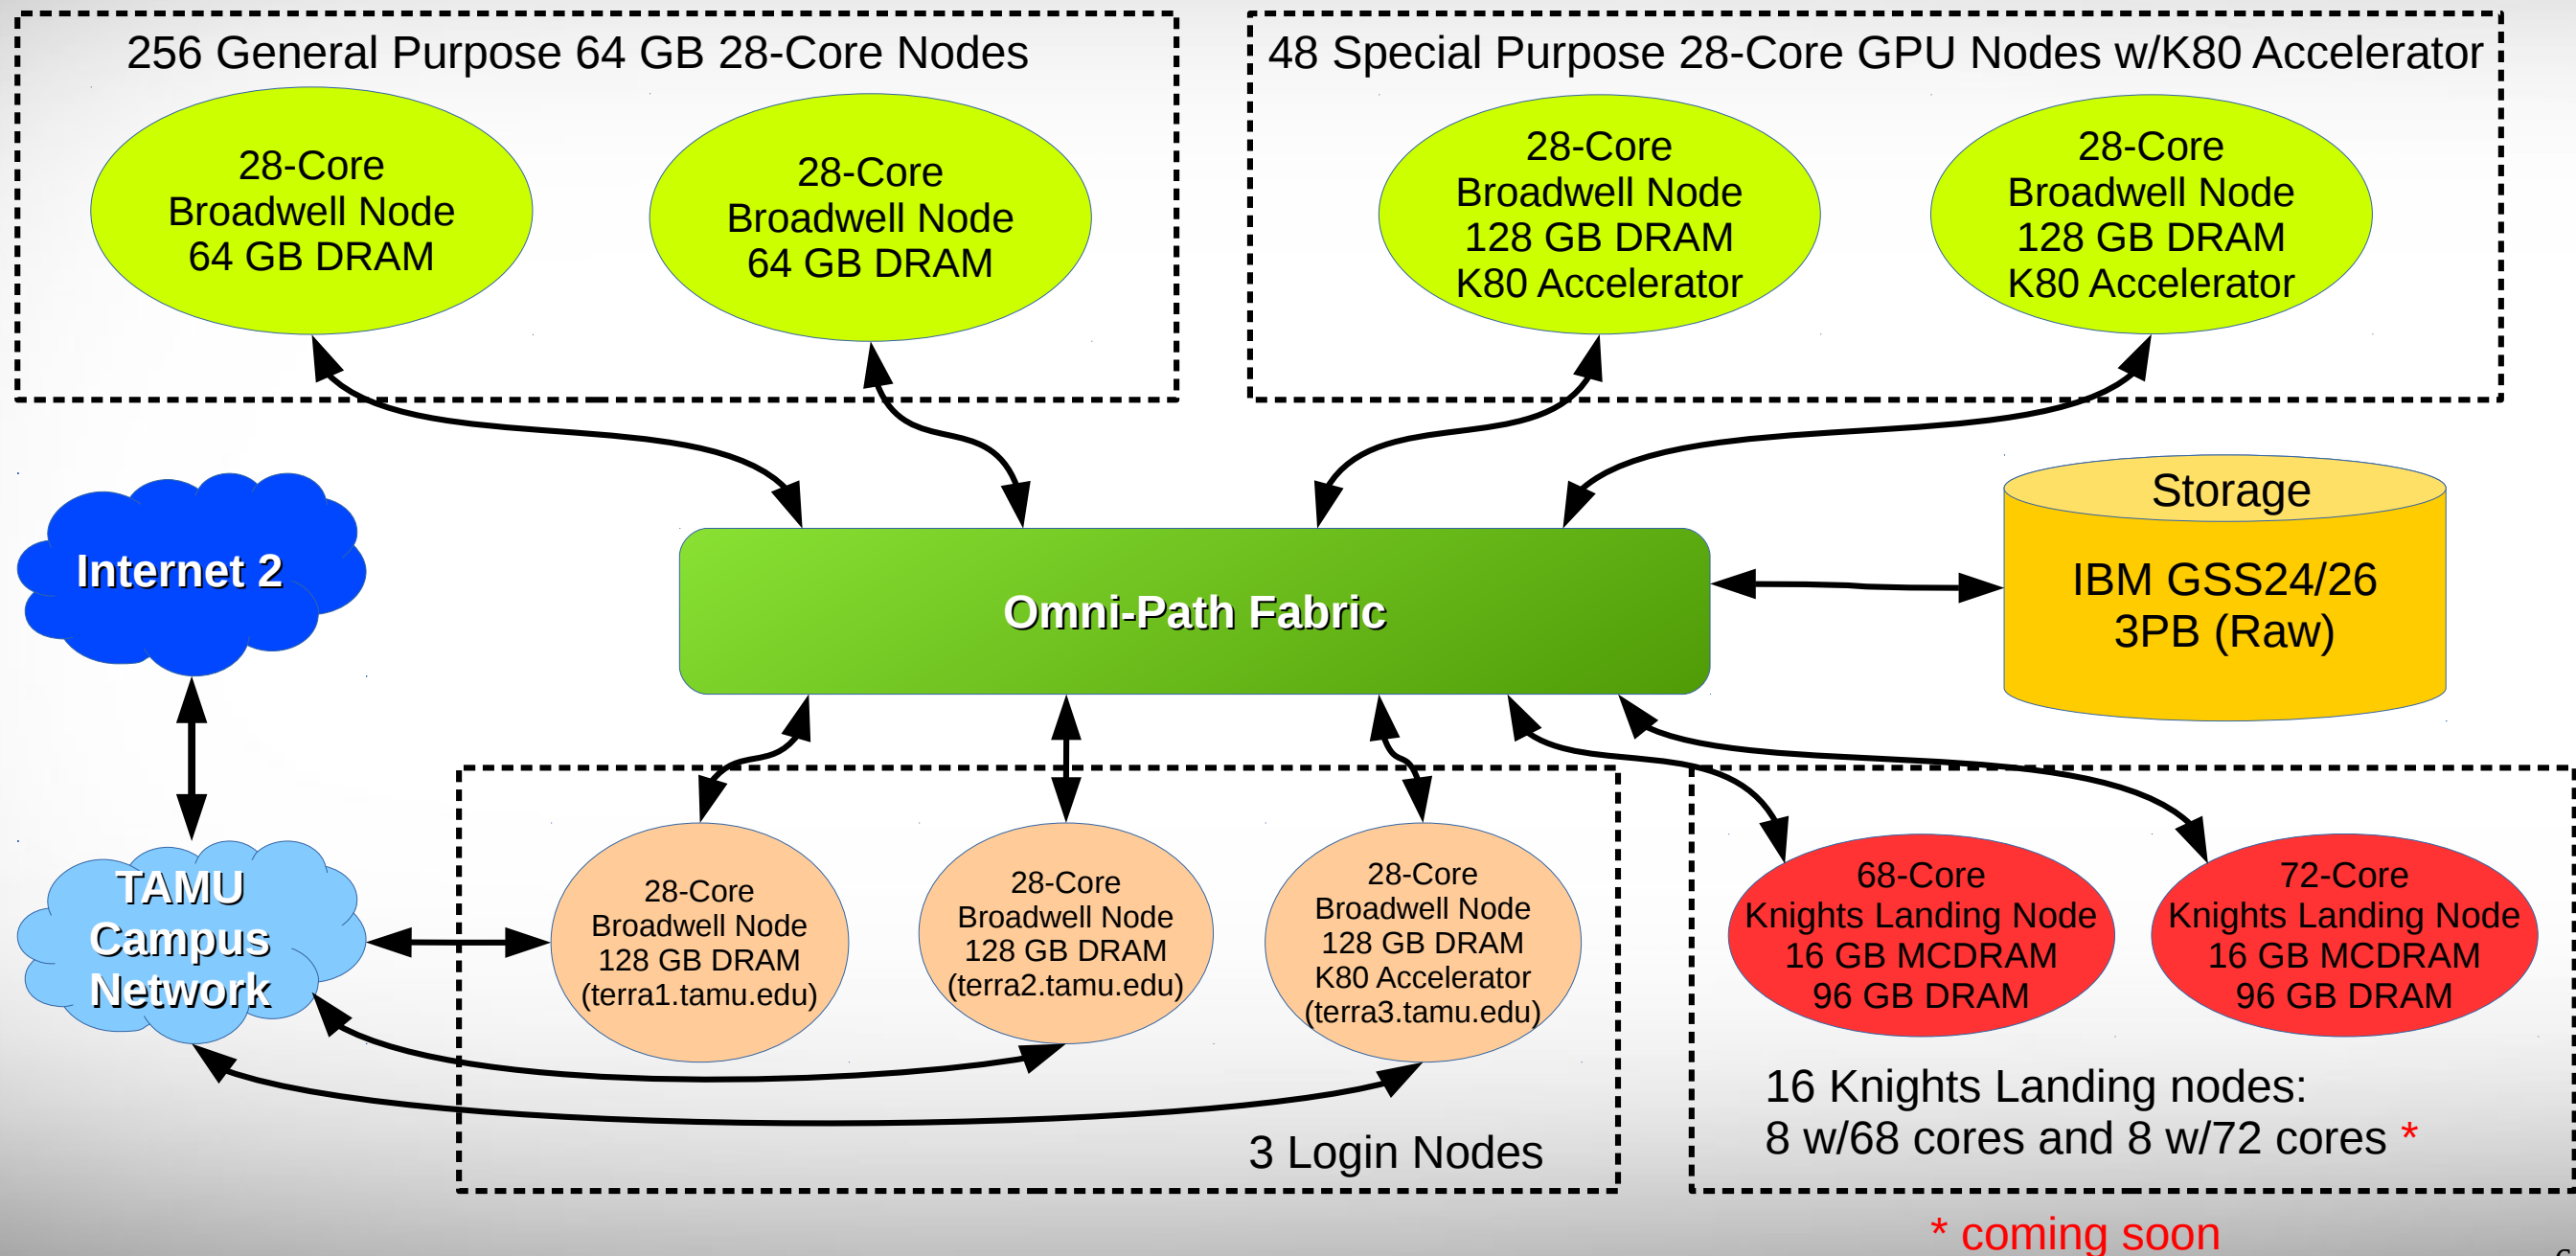 256 General Purpose 64 GB 28-Core Nodes
28-Core
Broadwell Node
64 GB DRAM
28-Core
Broadwell Node
64 GB DRAM
48 Special Purpose 28-Core GPU Nodes w/K80 Accelerator
28-Core
Broadwell Node
128 GB DRAM
K80 Accelerator
28-Core
Broadwell Node
128 GB DRAM
K80 Accelerator
Internet 2
Omni-Path Fabric
Storage
IBM GSS24/26
3PB (Raw)
TAMU
Campus
Network
28-Core
Broadwell Node
128 GB DRAM
(terra1.tamu.edu)
28-Core
Broadwell Node
128 GB DRAM
(terra2.tamu.edu)
28-Core
Broadwell Node
128 GB DRAM
K80 Accelerator
(terra3.tamu.edu)
3 Login Nodes
68-Core
Knights Landing Node
16 GB MCDRAM
96 GB DRAM
72-Core
Knights Landing Node
16 GB MCDRAM
96 GB DRAM
16 Knights Landing nodes:
8 w/68 cores and 8 w/72 cores *
* coming soon